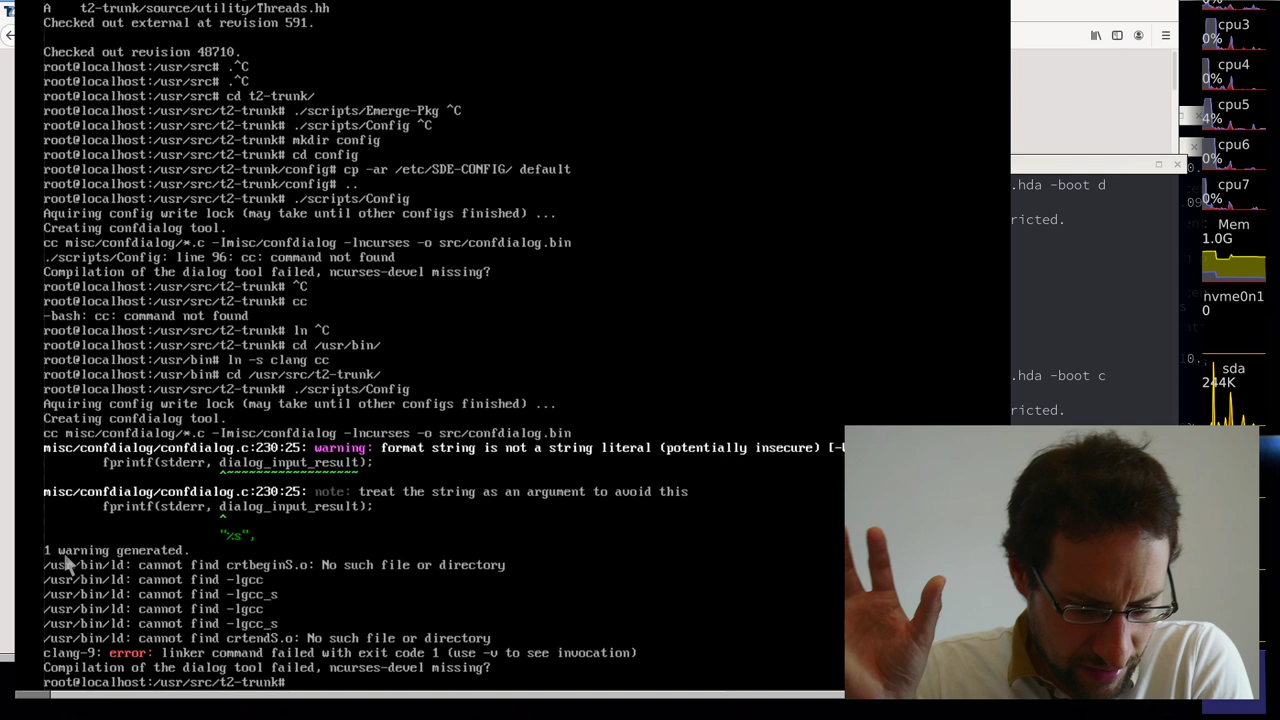 A    t2-trunk/source/utility/Threads.hh
Checked out external at revision 591.
Checked out revision 48710.
root@localhost:/usr/src# .^C
root@localhost:/usr/src# .^C
root@localhost:/usr/src# cd t2-trunk/
root@localhost:/usr/src/t2-trunk# ./scripts/Emerge-Pkg ^C
root@localhost:/usr/src/t2-trunk# ./scripts/Config ^C
root@localhost:/usr/src/t2-trunk# mkdir config
root@localhost:/usr/src/t2-trunk# cd config
root@localhost:/usr/src/t2-trunk/config# cp -ar /etc/SDE-CONFIG/ default
root@localhost:/usr/src/t2-trunk/config# ..
root@localhost:/usr/src/t2-trunk# ./scripts/Config
Aquiring config write lock (may take until other configs finished) ...
Creating confdialog tool.
cc misc/confdialog/*.c -Imisc/confdialog -lncurses -o src/confdialog.bin
./scripts/Config: line 96: cc: command not found
Compilation of the dialog tool failed, ncurses-devel missing?
root@localhost:/usr/src/t2-trunk# ^C
root@localhost:/usr/src/t2-trunk# cc
-bash: cc: command not found
root@localhost:/usr/src/t2-trunk# ln ^C
root@localhost:/usr/src/t2-trunk# cd /usr/bin/
root@localhost:/usr/bin# ln -s clang cc
root@localhost:/usr/bin# cd /usr/src/t2-trunk/
root@localhost:/usr/src/t2-trunk# ./scripts/Config
Aquiring config write lock (may take until other configs finished) ...
Creating confdialog tool.
cc misc/confdialog/*.c -Imisc/confdialog -lncurses -o src/confdialog.bin
misc/confdialog/confdialog.c:230:25: warning: format string is not a string literal (potentially insecure) [-
fprintf(stderr, dialog_input_result);
^~~~~~~~~~~~~~~~~~~
misc/confdialog/confdialog.c:230:25: note: treat the string as an argument to avoid this
fprintf(stderr, dialog_input_result);
^
"%s",
1 warning generated.
/usr/bin/ld: cannot find crtbeginS.o: No such file or directory
/usr/bin/ld: cannot find -lgcc
/usr/bin/ld: cannot find -lgcc_s
/usr/bin/ld: cannot find -lgcc
/usr/bin/ld: cannot find -lgcc_s
/usr/bin/ld: cannot find crtendS.o: No such file or directory
clang-9: error: linker command failed with exit code 1 (use -v to see invocation)
Compilation of the dialog tool failed, ncurses-devel missing?
root@localhost:/usr/src/t2-trunk#
.hda -boot d
ricted.
.hda -boot c
ricted.
0%
cpu3
0%
cpu4
0%
cpu5
4%
cpu6
0%
cpu7
0%
Mem
1.0G
nvme0n1
0
sda
244K